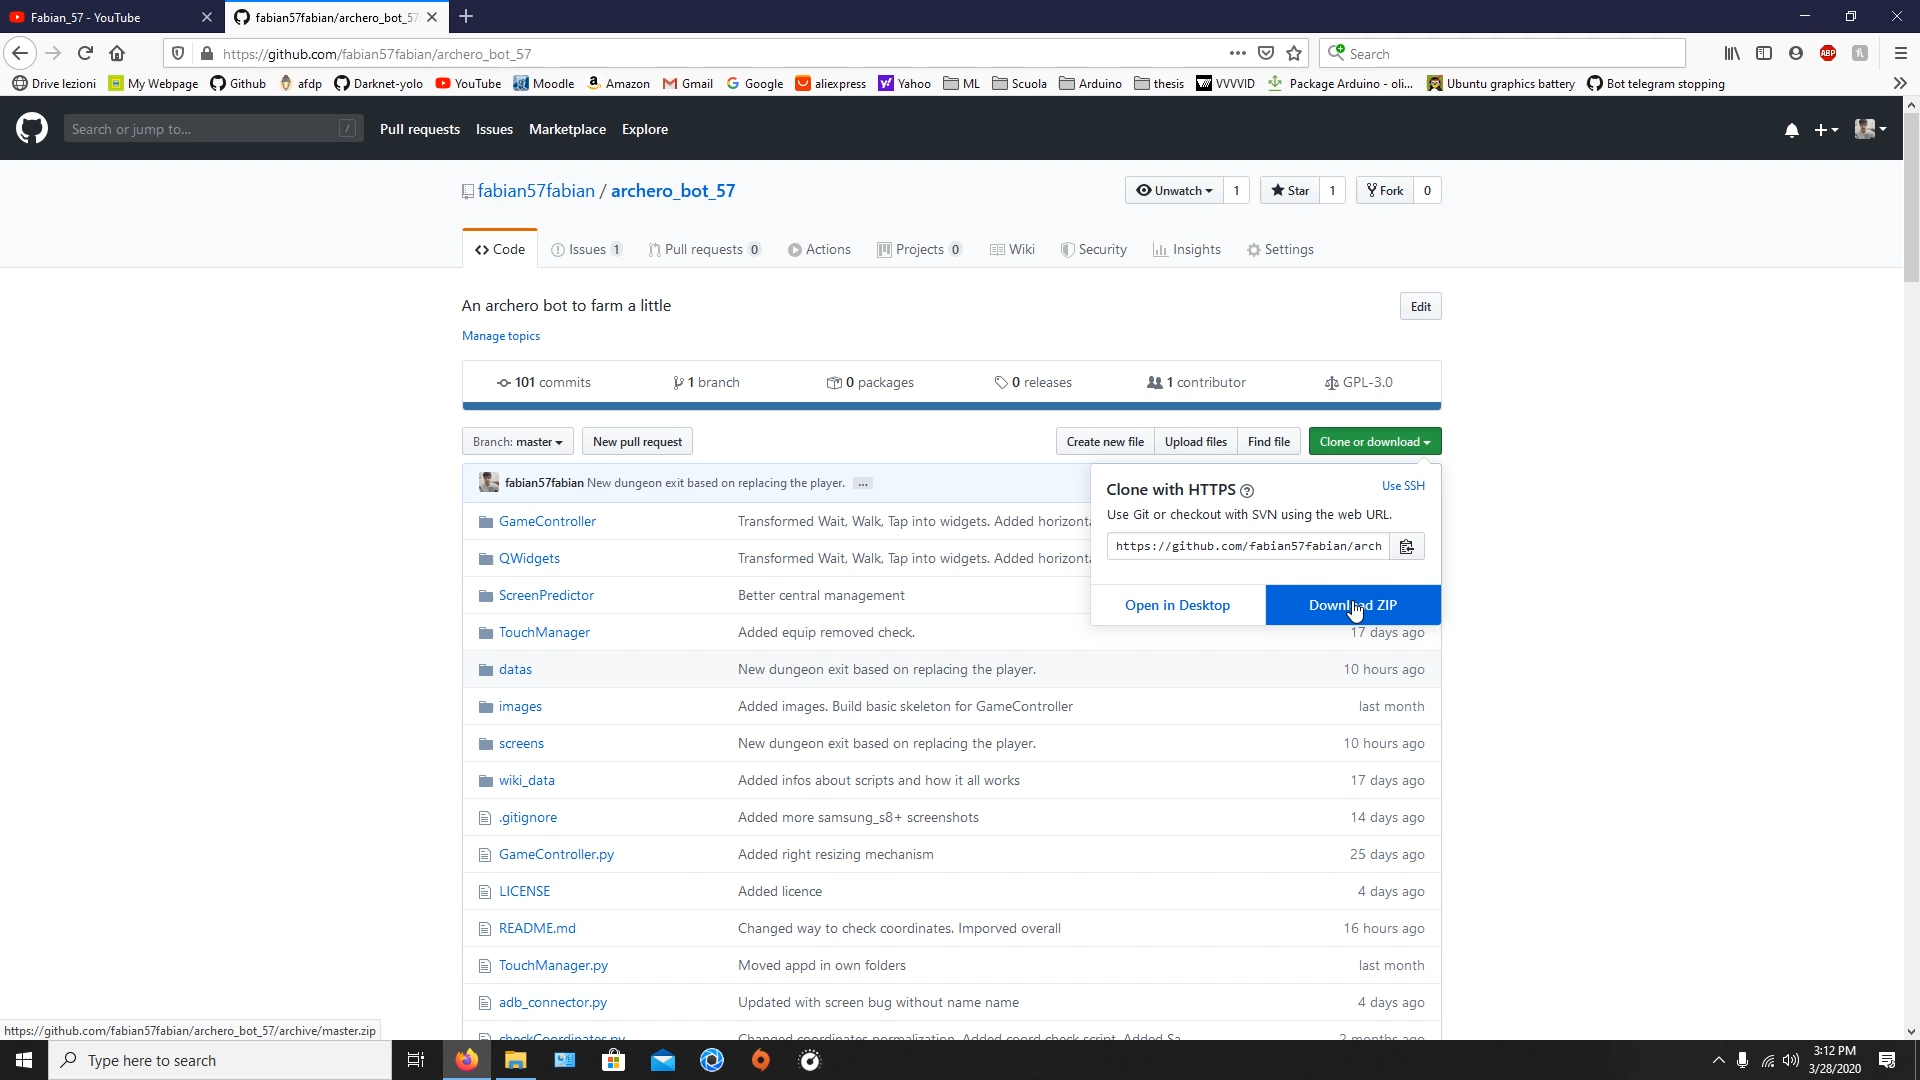 Fabian_57 - YouTube
fabian57fabian/archero_bot_57
https://github.com/fabian57fabian/archero_bot_57
Search
Drive lezioni My Webpage Github afdp Darknet-yolo YouTube Moodle Amazon Gmail Google aliexpress Yahoo ML Scuola Arduino thesis VVVVID Package Arduino - oli... Ubuntu graphics battery Bot telegram stopping
Search or jump to... / Pull requests Issues Marketplace Explore
fabian57fabian / archero_bot_57 Unwatch 1 Star 1 Fork 0
Code Issues 1 Pull requests 0 Actions Projects 0 Wiki Security Insights Settings
An archero bot to farm a little Edit
Manage topics
101 commits 1 branch 0 packages 0 releases 1 contributor GPL-3.0
Branch: master New pull request Create new file Upload files Find file Clone or download
fabian57fabian New dungeon exit based on replacing the player. ...
Clone with HTTPS ? Use SSH
Use Git or checkout with SVN using the web URL.
https://github.com/fabian57fabian/arch
Open in Desktop Download ZIP
GameController Transformed Wait, Walk, Tap into widgets. Added horizont
QWidgets Transformed Wait, Walk, Tap into widgets. Added horizont
ScreenPredictor Better central management
TouchManager Added equip removed check. 17 days ago
datas New dungeon exit based on replacing the player. 10 hours ago
images Added images. Build basic skeleton for GameController last month
screens New dungeon exit based on replacing the player. 10 hours ago
wiki_data Added infos about scripts and how it all works 17 days ago
.gitignore Added more samsung_s8+ screenshots 14 days ago
GameController.py Added right resizing mechanism 25 days ago
LICENSE Added licence 4 days ago
README.md Changed way to check coordinates. Imporved overall 16 hours ago
TouchManager.py Moved appd in own folders last month
adb_connector.py Updated with screen bug without name name 4 days ago
checkCoordinates.py Changed coordinates normalization. Added coord check script. Added Sa... 2 months ago
https://github.com/fabian57fabian/archero_bot_57/archive/master.zip
Type here to search
3:12 PM
3/28/2020